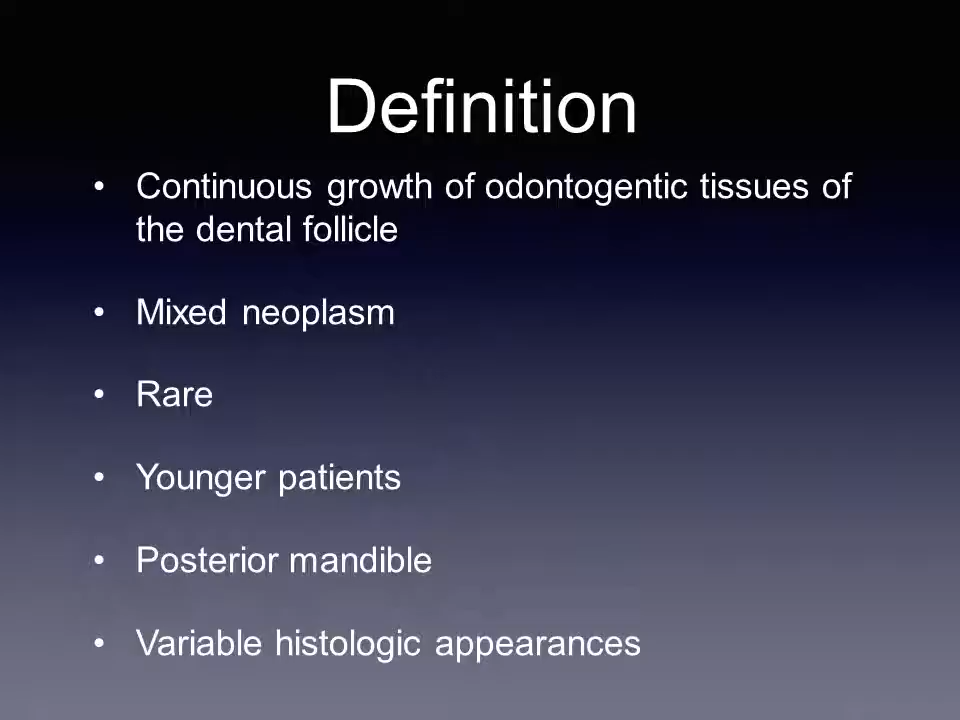 Definition
• Continuous growth of odontogentic tissues of
the dental follicle
• Mixed neoplasm
• Rare
• Younger patients
• Posterior mandible
• Variable histologic appearances